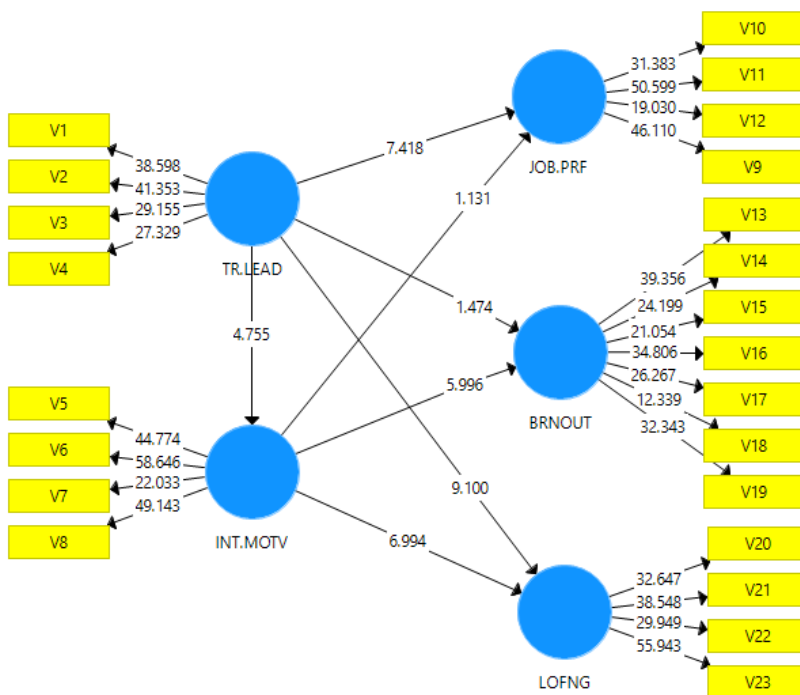 V1
V2
V3
V4
38.598
41.353
29.155
27.329
TR.LEAD
4.755
V5
V6
V7
V8
44.774
58.646
22.033
49.143
INT.MOTV
7.418
1.131
1.474
5.996
9.100
6.994
JOB.PRF
31.383
50.599
19.030
46.110
V10
V11
V12
V9
BRNOUT
39.356
24.199
21.054
34.806
26.267
12.339
32.343
V13
V14
V15
V16
V17
V18
V19
LOFNG
32.647
38.548
29.949
55.943
V20
V21
V22
V23